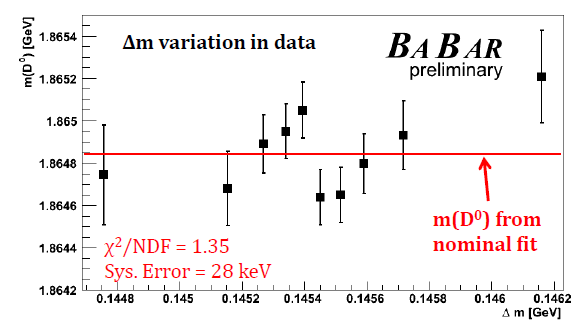 Δm variation in data
BABAR
preliminary
m(D⁰) [GeV]
1.8654
1.8652
1.865
1.8648
1.8646
1.8644
1.8642
m(D⁰) from
nominal fit
χ²/NDF = 1.35
Sys. Error = 28 keV
0.1448 0.145 0.1452 0.1454 0.1456 0.1458 0.146 0.1462
Δ m [GeV]